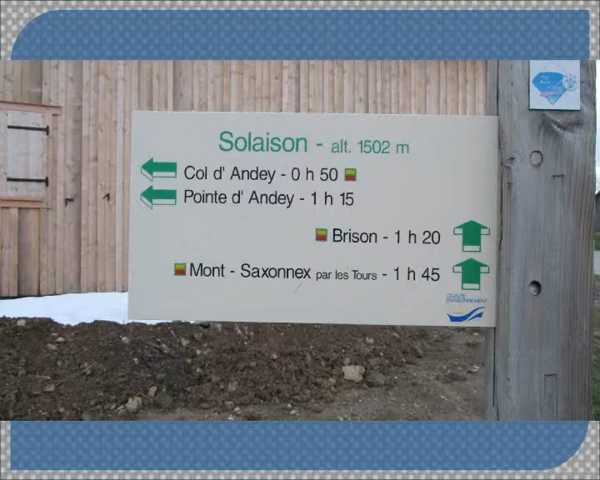 Solaison - alt. 1502 m
Col d' Andey - 0 h 50
Pointe d' Andey - 1 h 15
Brison - 1 h 20
Mont - Saxonnex par les Tours - 1 h 45